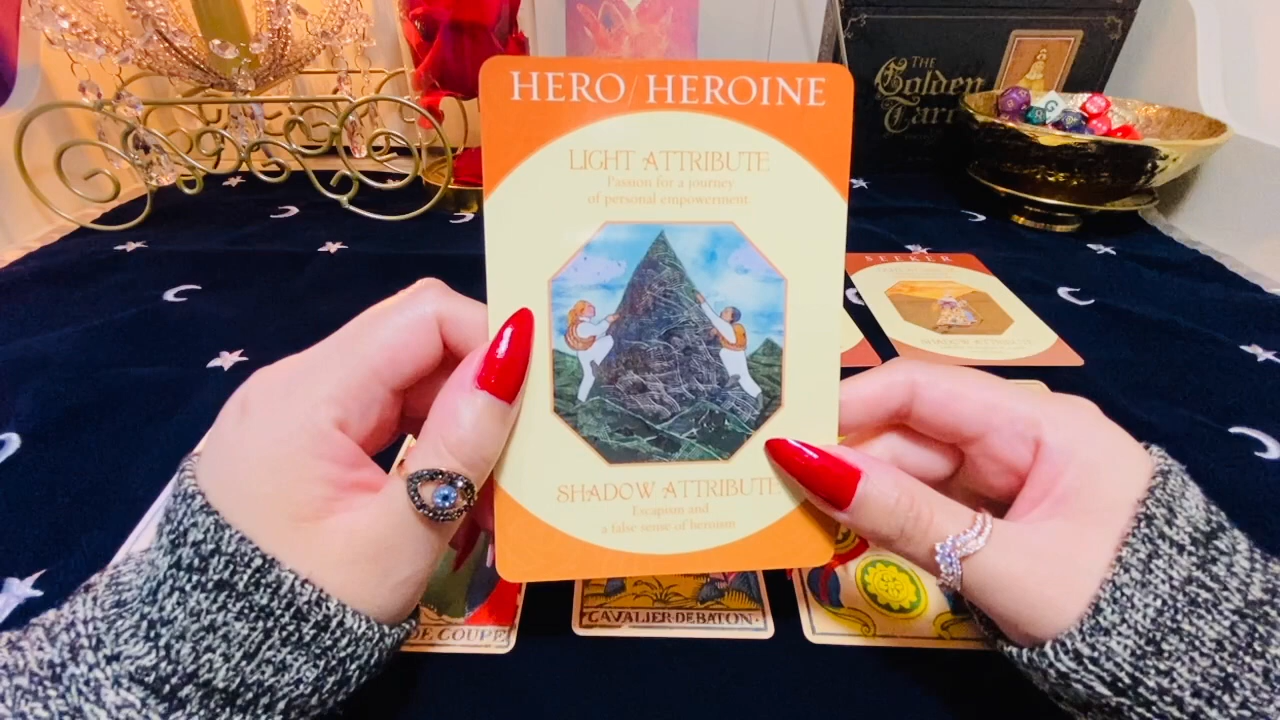 THE
Golden
HERO/HEROINE
LIGHT ATTRIBUTE
Passion for a journey
of personal empowerment
SEEKER
SHADOW ATTRIBUTE
SHADOW ATTRIBUTE
Escapism and
a false sense of heroism
DE COUPE
CAVALIER·DE·BATON·